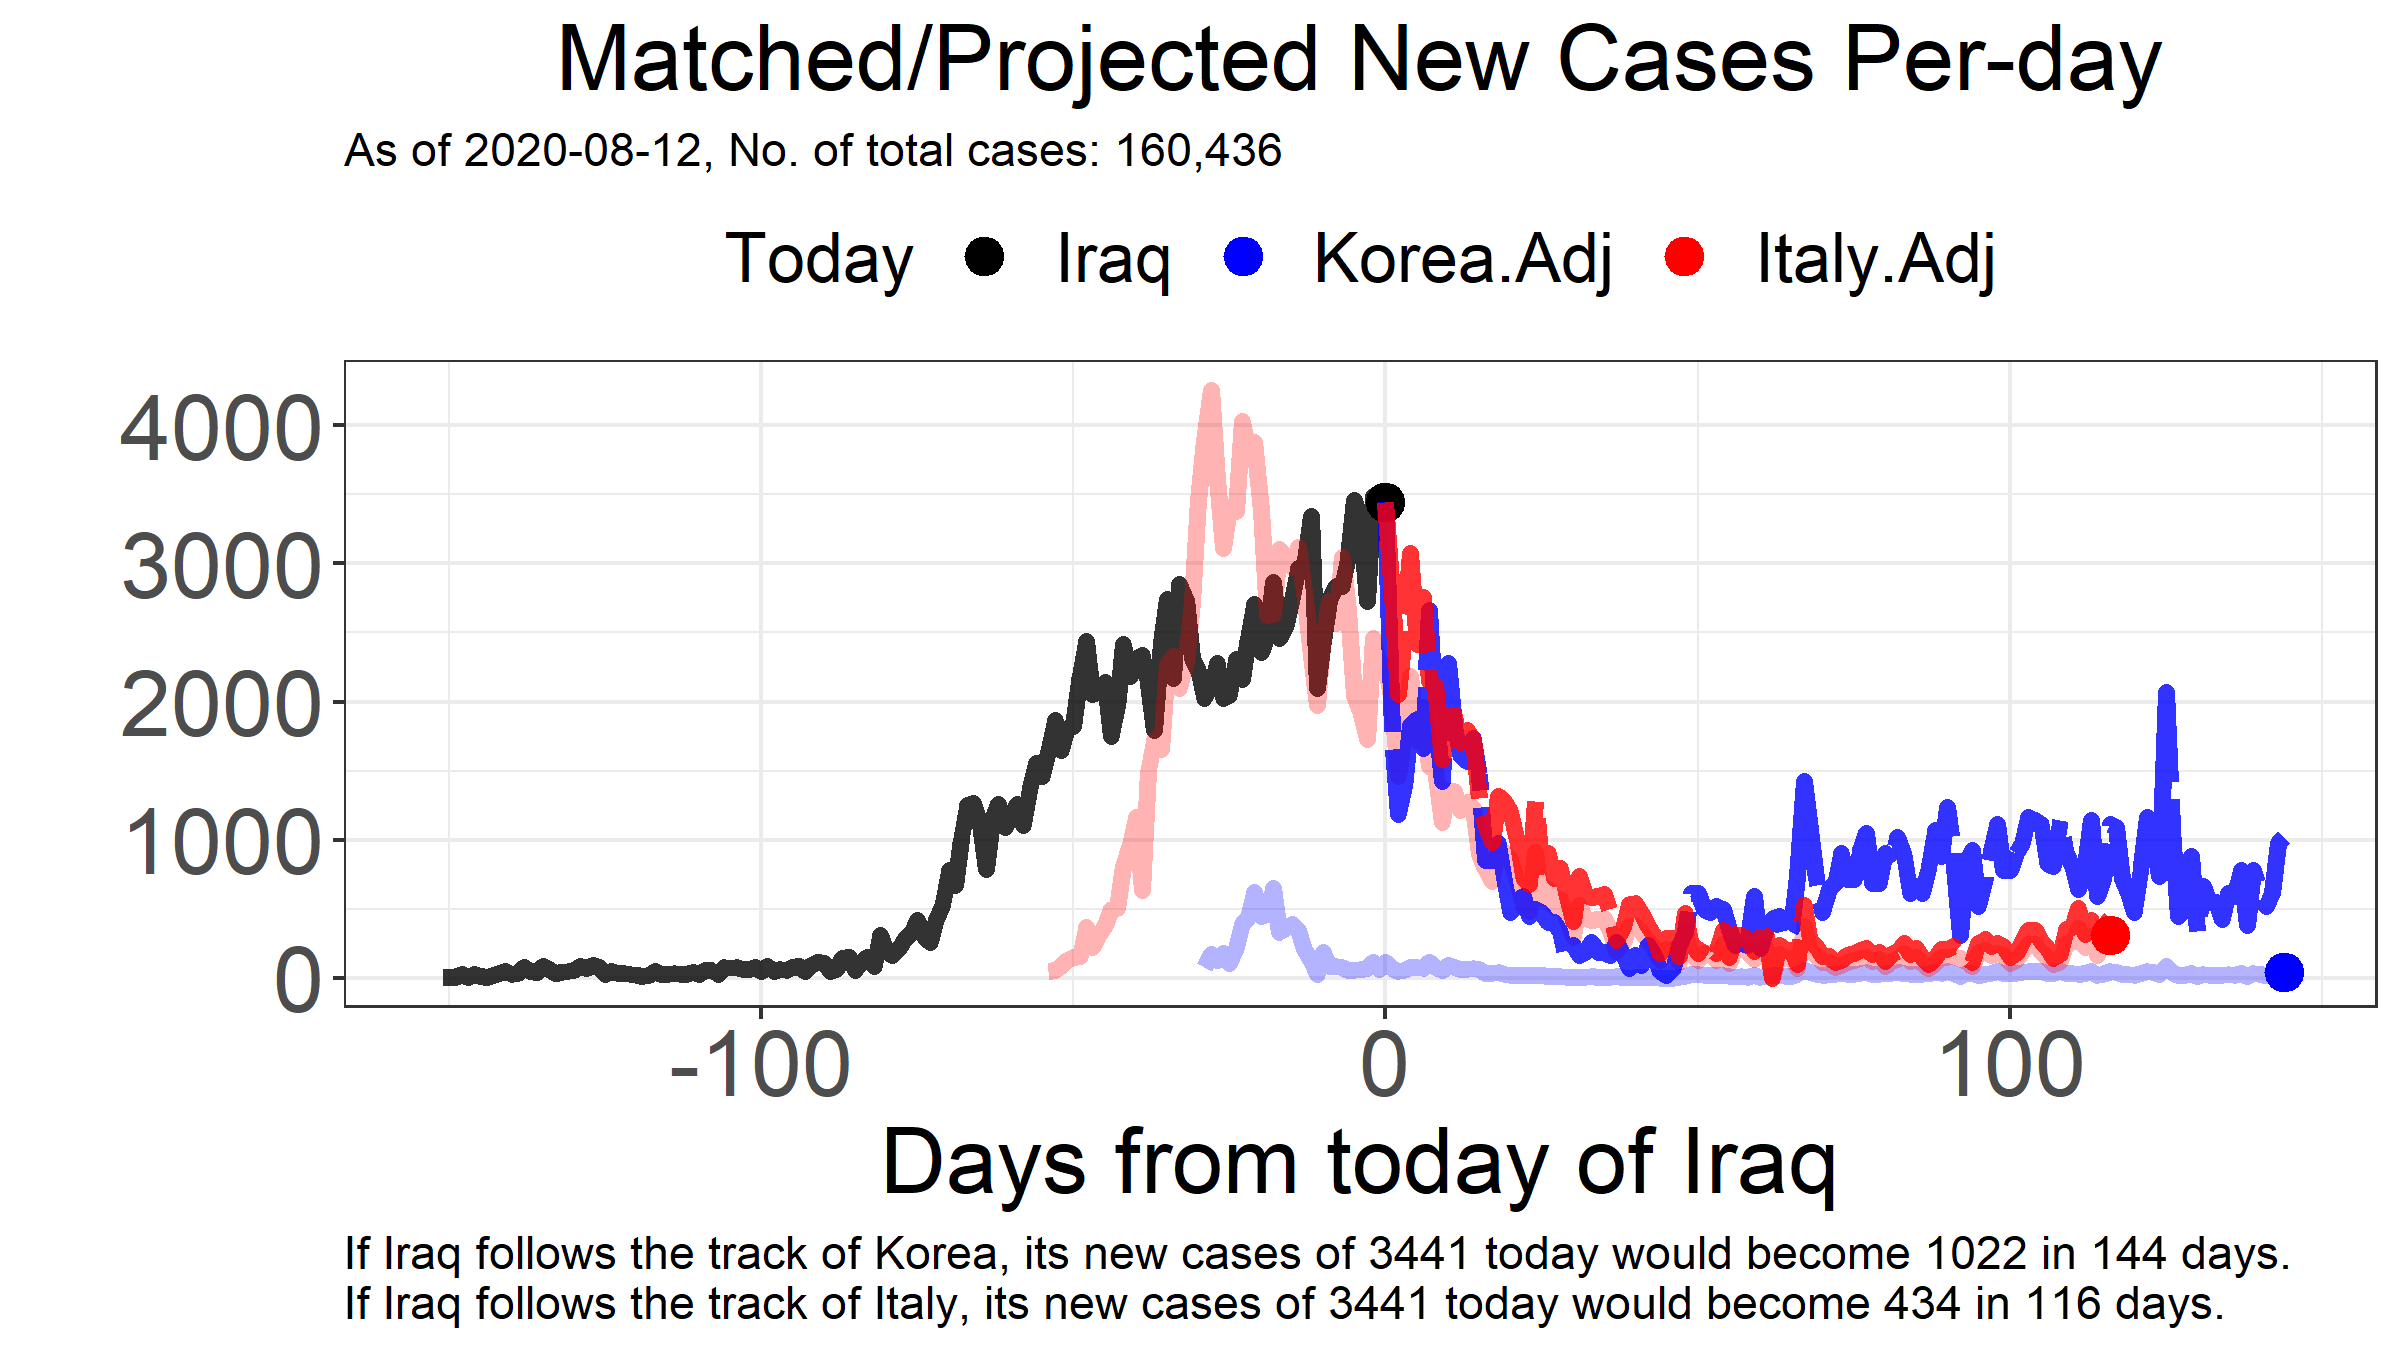 Matched/Projected New Cases Per-day
As of 2020-08-12, No. of total cases: 160,436
Today Iraq Korea.Adj Italy.Adj
4000
3000
2000
1000
0
-100 0 100
Days from today of Iraq
If Iraq follows the track of Korea, its new cases of 3441 today would become 1022 in 144 days.
If Iraq follows the track of Italy, its new cases of 3441 today would become 434 in 116 days.